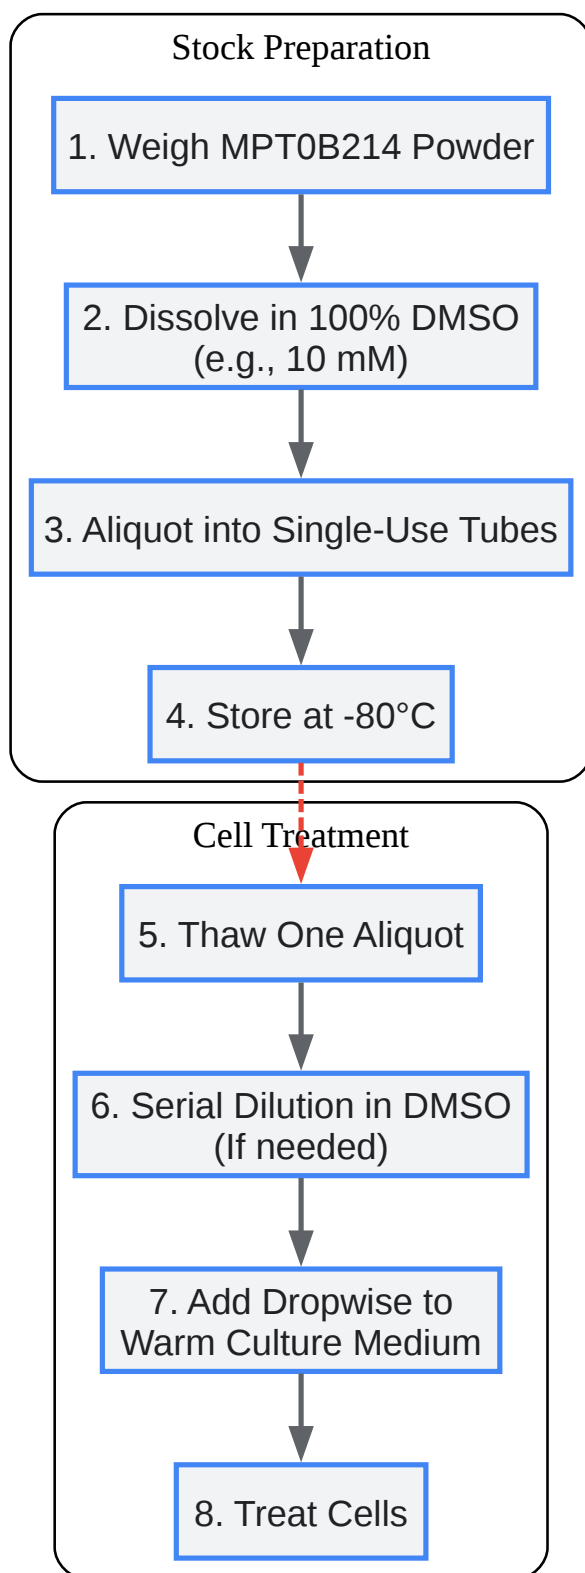 Stock Preparation
1. Weigh MPT0B214 Powder
2. Dissolve in 100% DMSO
(e.g., 10 mM)
3. Aliquot into Single-Use Tubes
4. Store at -80°C
Cell Treatment
5. Thaw One Aliquot
6. Serial Dilution in DMSO
(If needed)
7. Add Dropwise to
Warm Culture Medium
8. Treat Cells